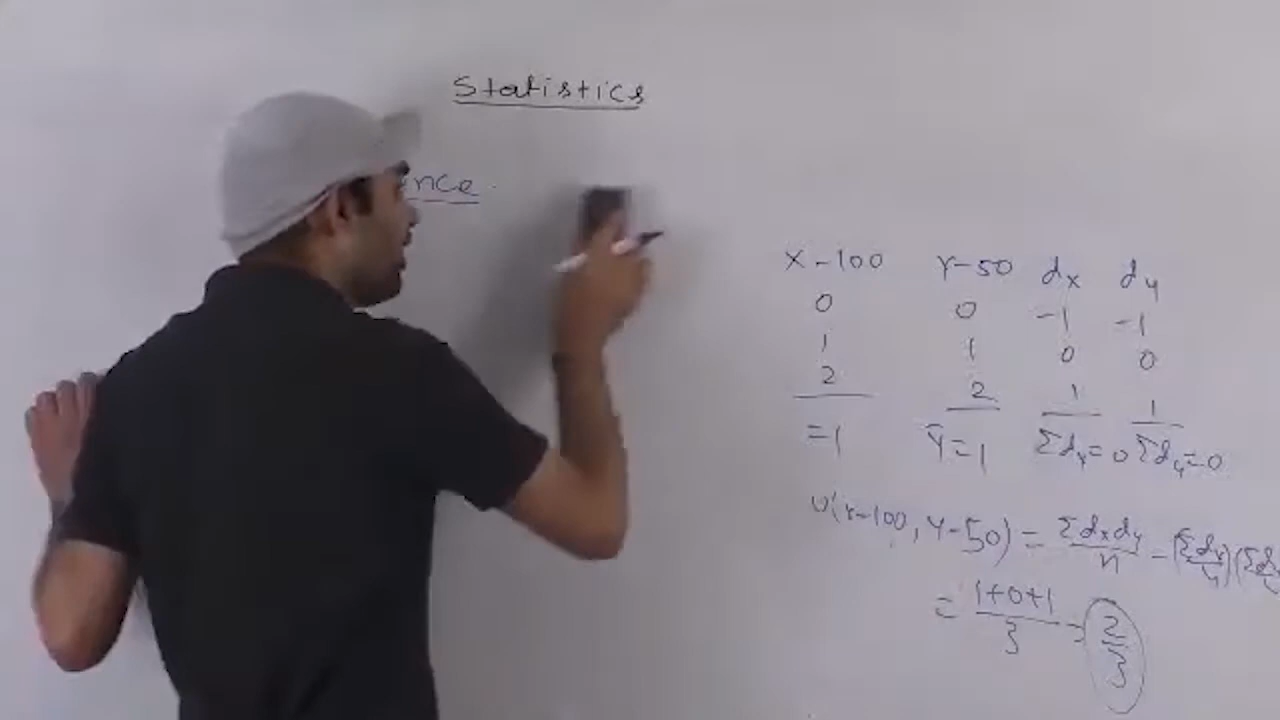 Statistics
nce
X-100 Y-50 dx dy
0 0 -1 -1
1 1 0 0
2 2 1 1
=1 Ȳ=1 Σdx=0 Σdy=0
(x-100, Y-50) = Σdxdy/n - (Σdx/n)(Σdy
= 1+0+1/3 = 2/3